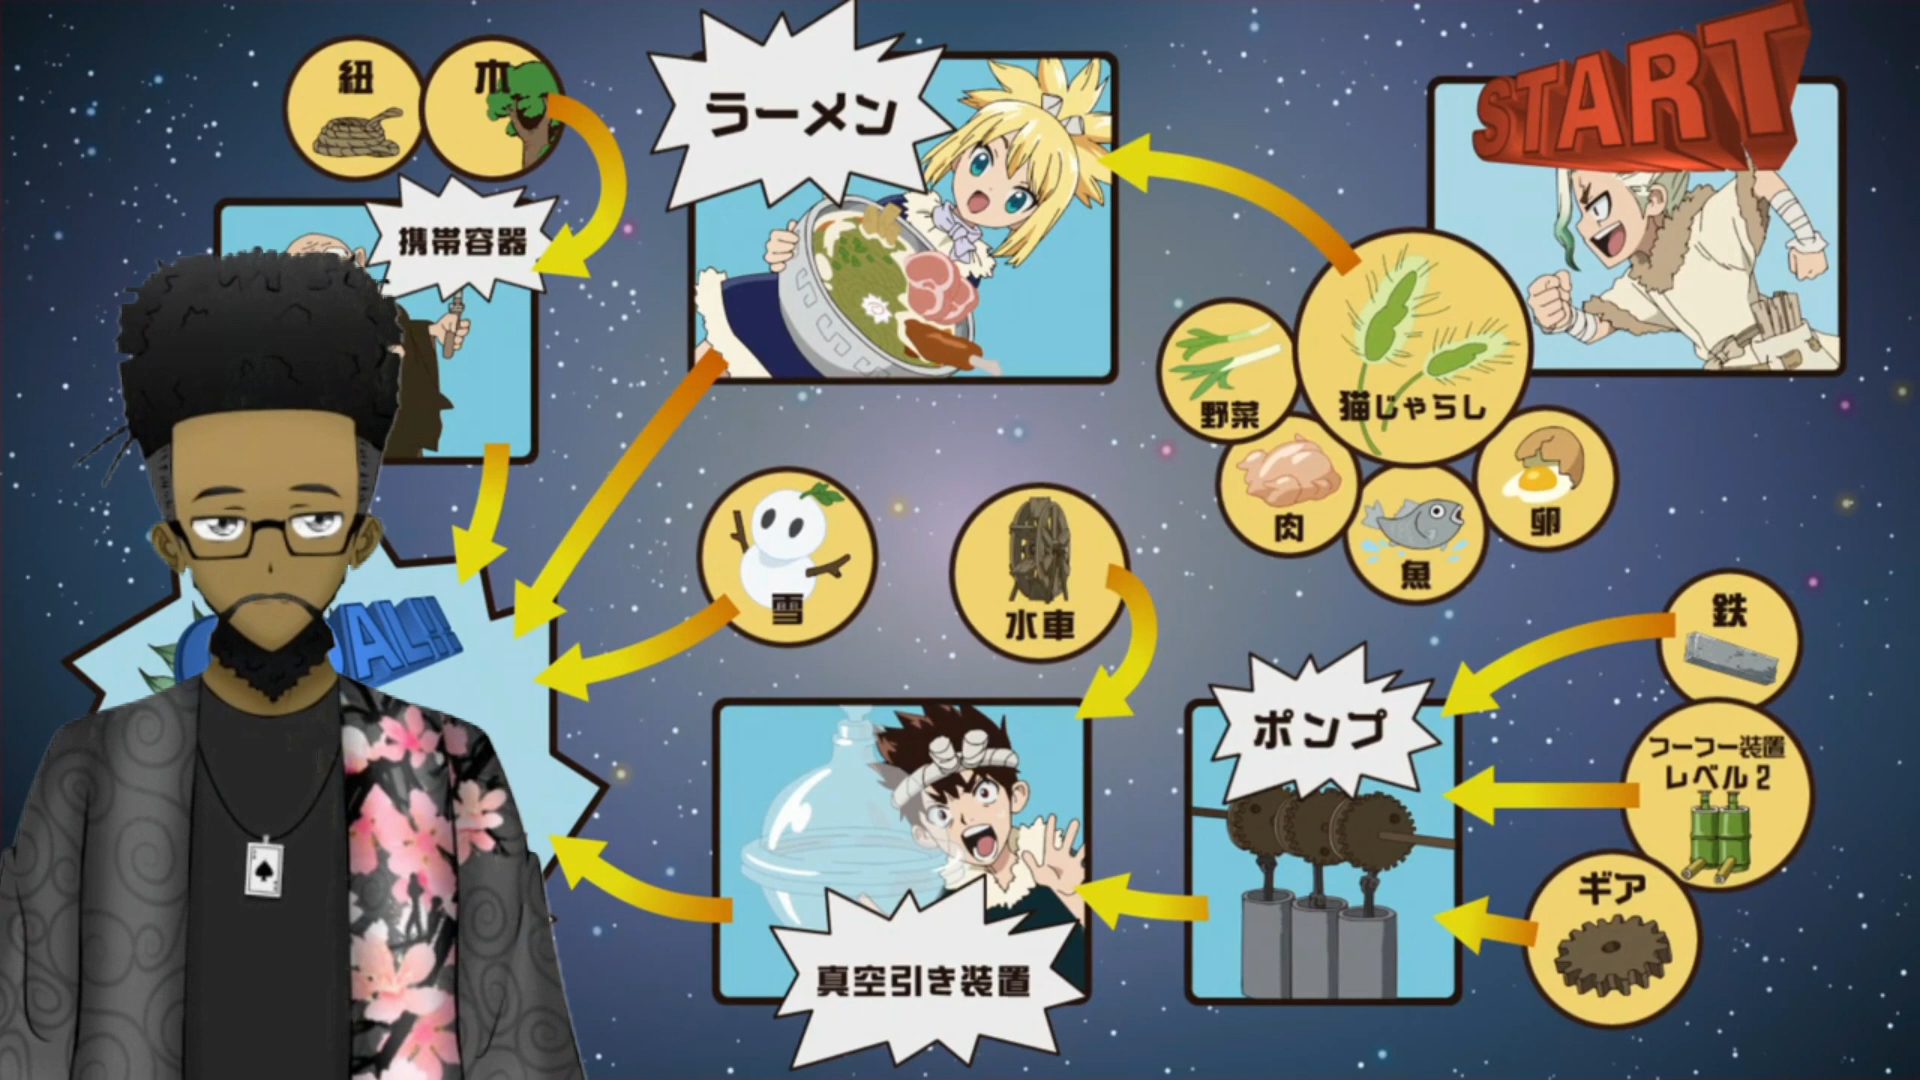 紐
木
携帯容器
ラーメン
START
野菜
猫じゃらし
肉
魚
卵
雪
水車
AL!!
鉄
ポンプ
フーフー装置
レベル2
ギア
真空引き装置